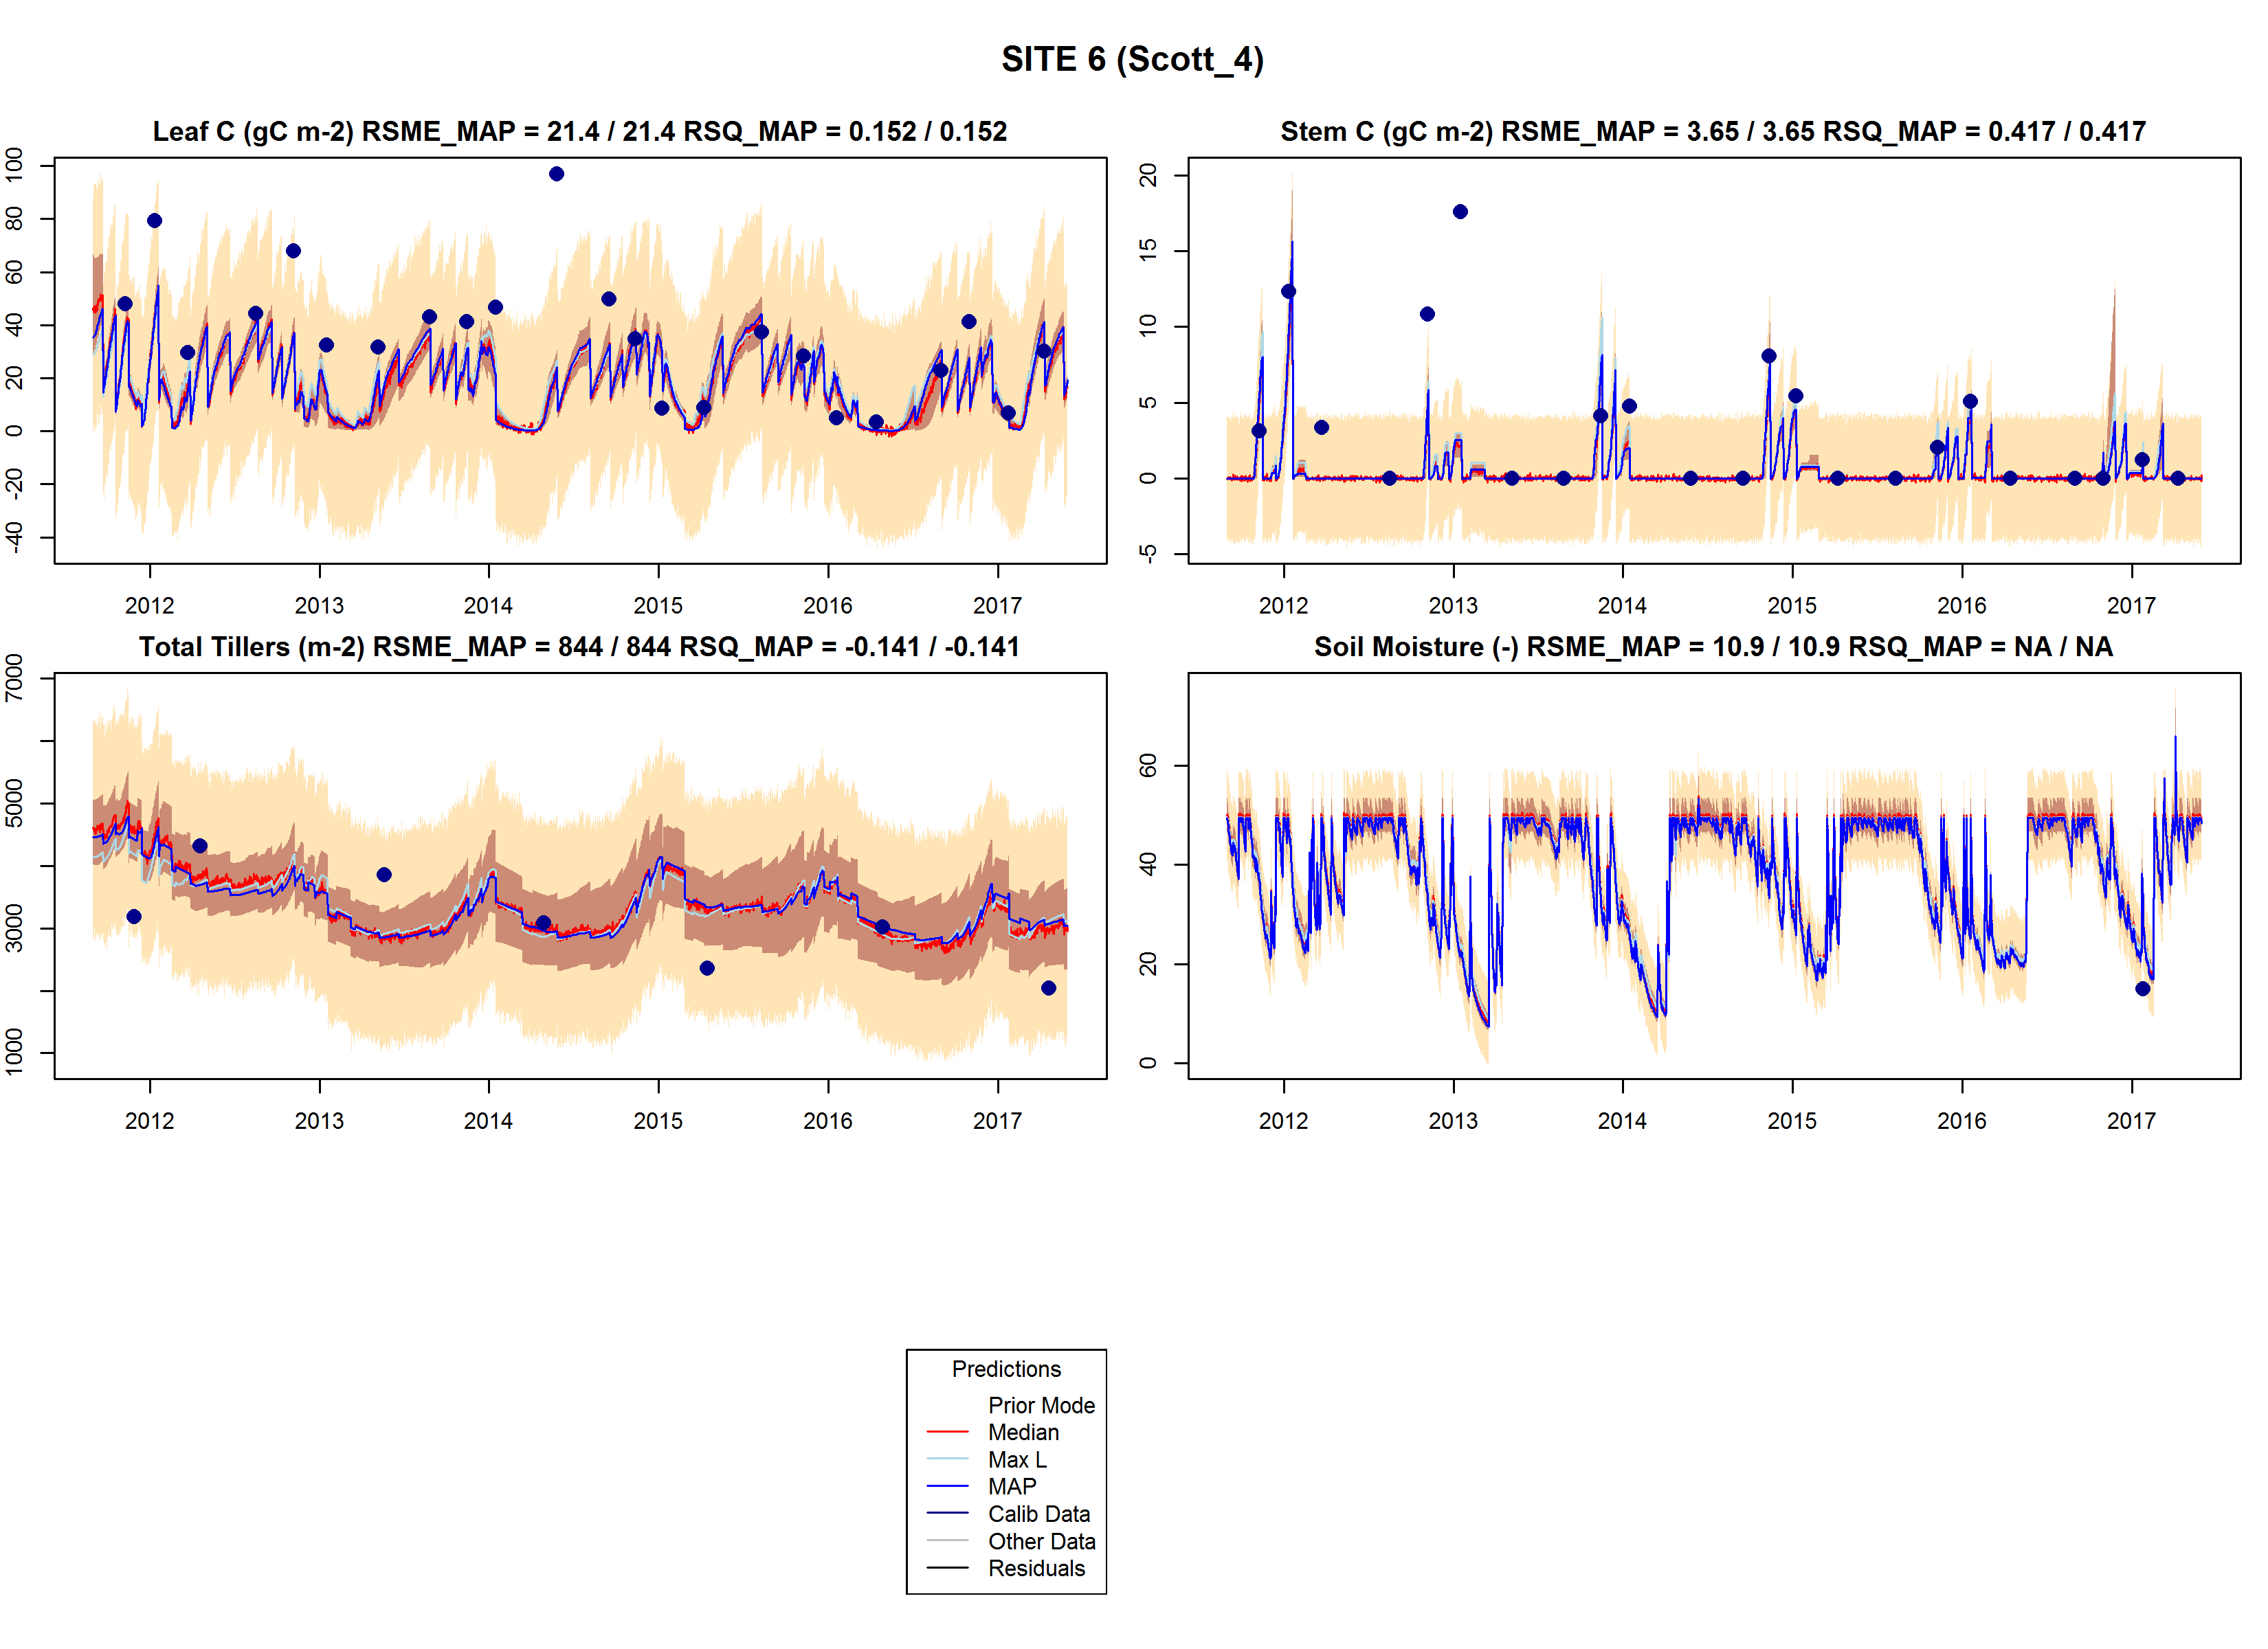 SITE 6 (Scott_4)
Leaf C (gC m-2) RSME_MAP = 21.4 / 21.4 RSQ_MAP = 0.152 / 0.152
100
80
60
40
20
0
-20
-40
2012 2013 2014 2015 2016 2017
Stem C (gC m-2) RSME_MAP = 3.65 / 3.65 RSQ_MAP = 0.417 / 0.417
20
15
10
5
0
-5
2012 2013 2014 2015 2016 2017
Total Tillers (m-2) RSME_MAP = 844 / 844 RSQ_MAP = -0.141 / -0.141
7000
5000
3000
1000
2012 2013 2014 2015 2016 2017
Soil Moisture (-) RSME_MAP = 10.9 / 10.9 RSQ_MAP = NA / NA
60
40
20
0
2012 2013 2014 2015 2016 2017
Predictions
Prior Mode
Median
Max L
MAP
Calib Data
Other Data
Residuals